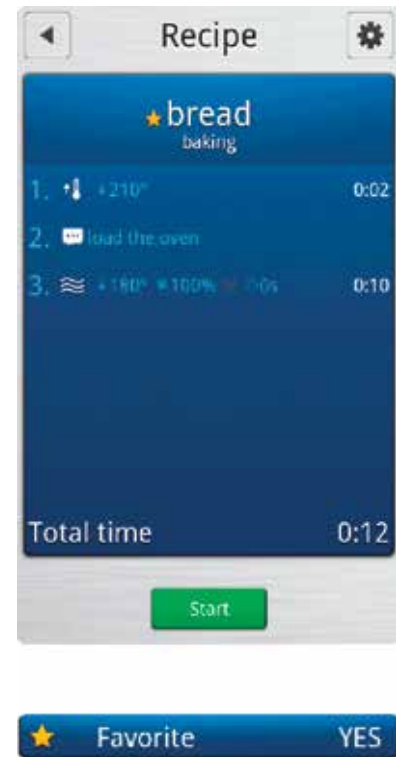 Recipe
bread
baking
1. +210° 0:02
2. load the oven
3. +180° 100% 0s 0:10
Total time 0:12
Start
Favorite YES